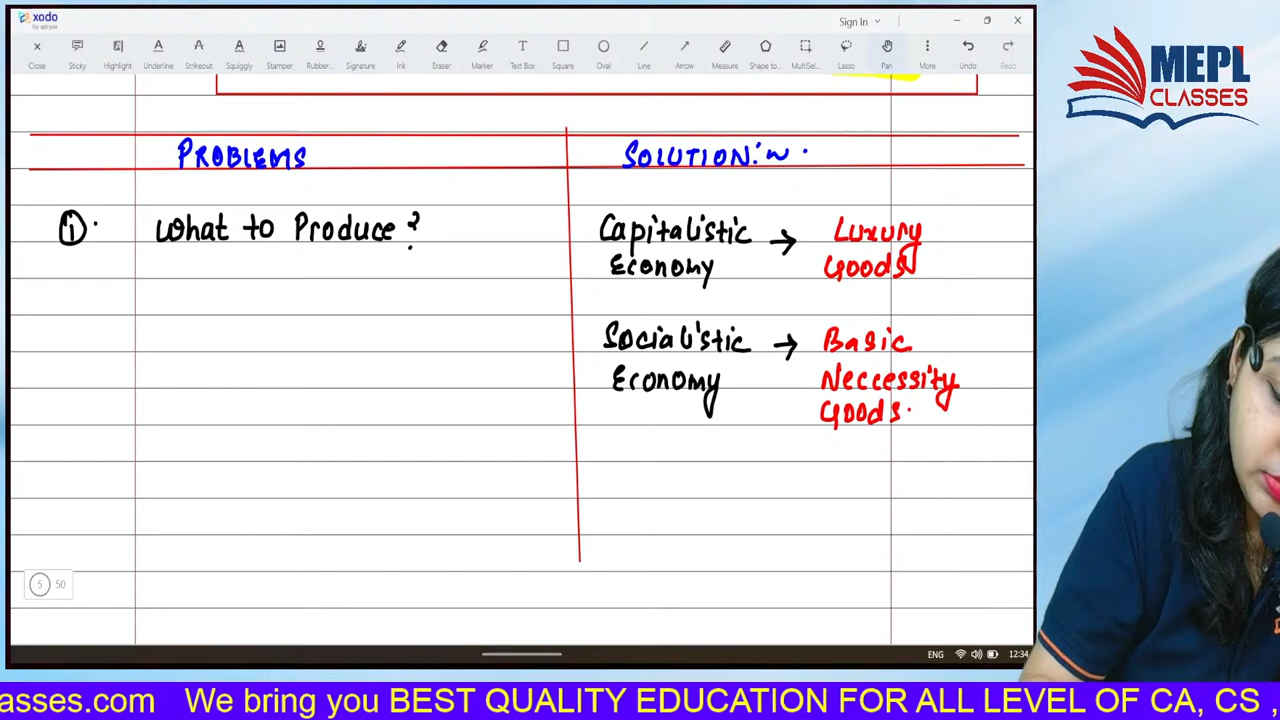 xodo
by apryse
Sign In
Close Sticky Highlight Underline Strikeout Squiggly Stamper Rubber... Signature Ink Eraser Marker Text Square Oval Line Arrow Measure Shape to... MultiSel... Lasso Pan More Undo Redo
MEPL
CLASSES
PROBLEMS
SOLUTION:~ .
① . What to Produce ?
Capitalistic → Luxury
Economy Goods
Socialistic → Basic
Economy Neccessity
Goods.
5 50
ENG 12:34
classes.com We bring you BEST QUALITY EDUCATION FOR ALL LEVEL OF CA, CS ,